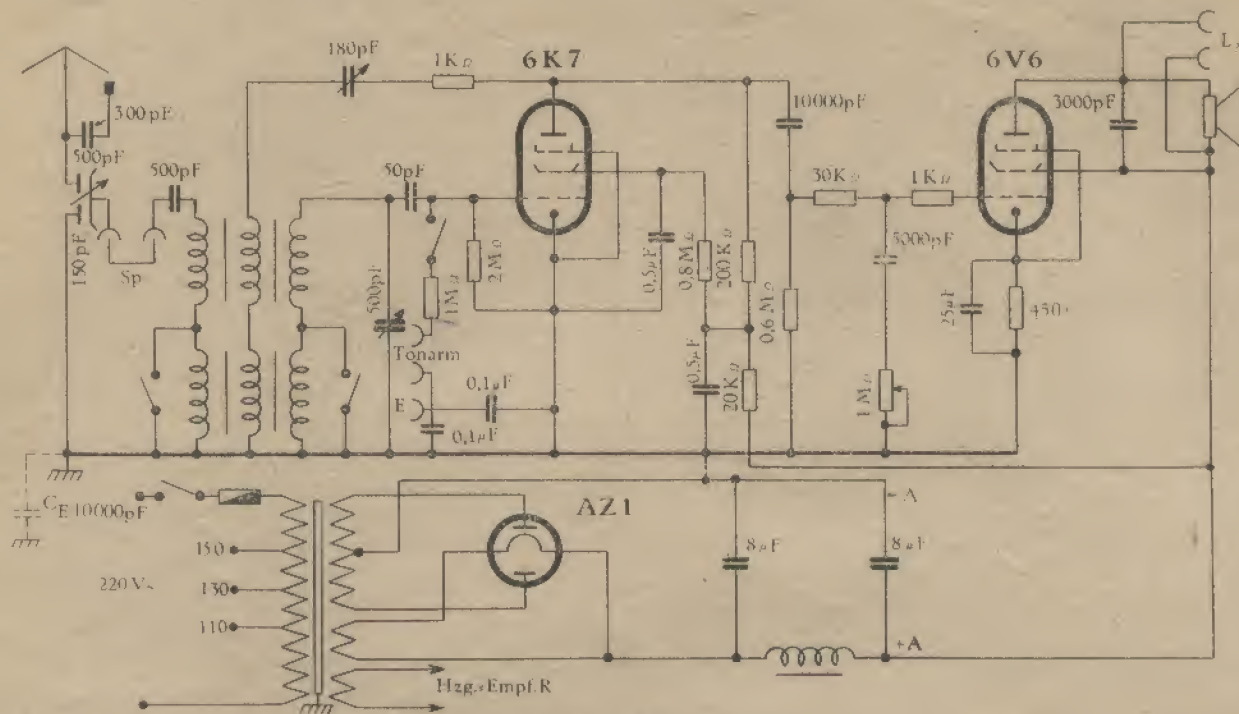 180pF
1KΩ
6K7
6V6
L
300pF
10000pF
3000pF
500pF
500pF
50pF
30KΩ
1KΩ
150pF
Sp
500pF
1MΩ
2MΩ
0,5µF
0,8MΩ
200KΩ
0,6MΩ
5000pF
25µF
450
Tonarm
0,1µF
E
0,1µF
0,5µF
20KΩ
1MΩ
CE 10000pF
AZ1
- A
150
8µF
8µF
220V~
130
110
+A
Hzg.-Empf.R